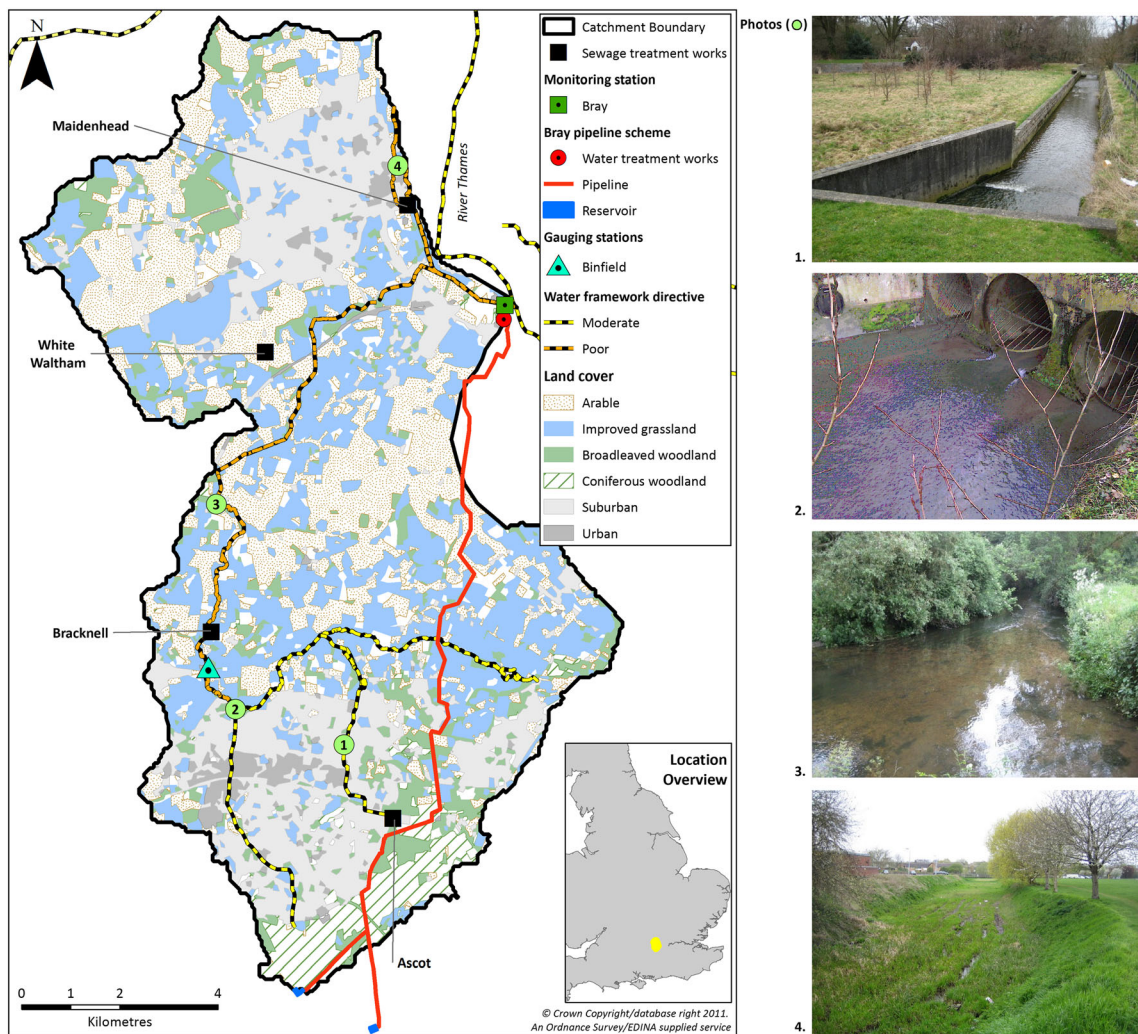 N
Maidenhead
4
River Thames
White
Waltham
3
Bracknell
2
1
Ascot
0 1 2 4
Kilometres
Catchment Boundary
Sewage treatment works
Monitoring station
Bray
Bray pipeline scheme
Water treatment works
Pipeline
Reservoir
Gauging stations
Binfield
Water framework directive
Moderate
Poor
Land cover
Arable
Improved grassland
Broadleaved woodland
Coniferous woodland
Suburban
Urban
Location
Overview
© Crown Copyright/database right 2011.
An Ordnance Survey/EDINA supplied service
Photos ( )
1.
2.
3.
4.